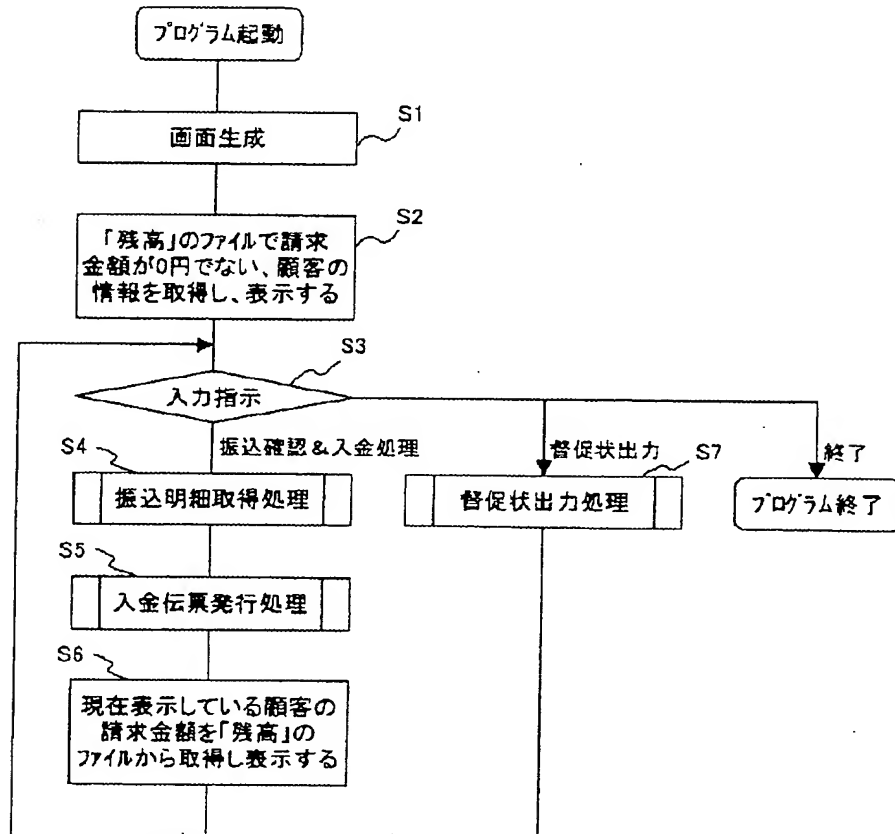 プログラム起動
S1
画面生成
S2
「残高」のファイルで請求
金額が0円でない、顧客の
情報を取得し、表示する
S3
入力指示
振込確認＆入金処理
督促状出力
終了
S4
振込明細取得処理
S7
督促状出力処理
プログラム終了
S5
入金伝票発行処理
S6
現在表示している顧客の
請求金額を「残高」の
ファイルから取得し表示する